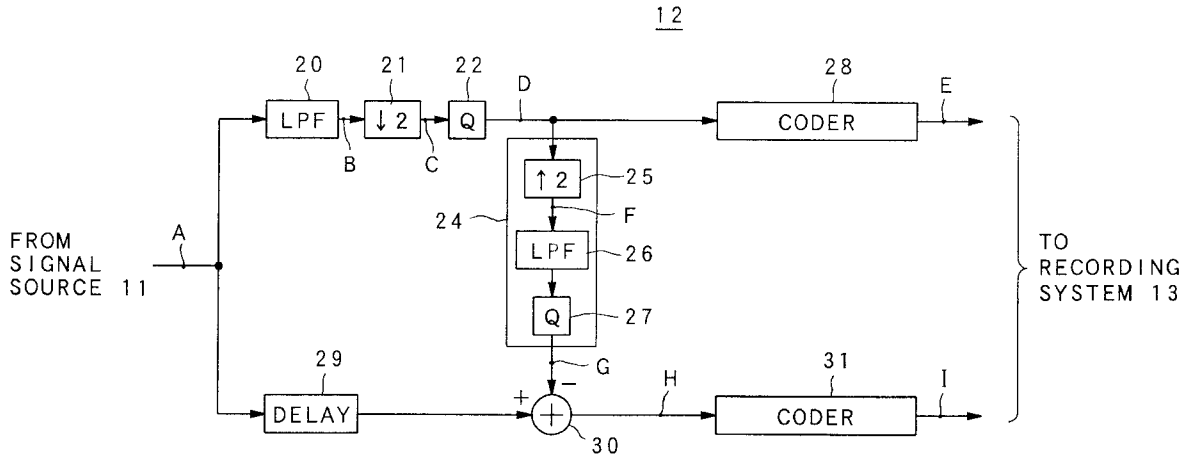 12
20
21
22
D
28
E
LPF
↓2
Q
CODER
B
C
↑2
25
24
F
A
LPF
26
FROM
SIGNAL
SOURCE 11
TO
RECORDING
SYSTEM 13
Q
27
29
G
−
H
31
I
DELAY
+
+
30
CODER